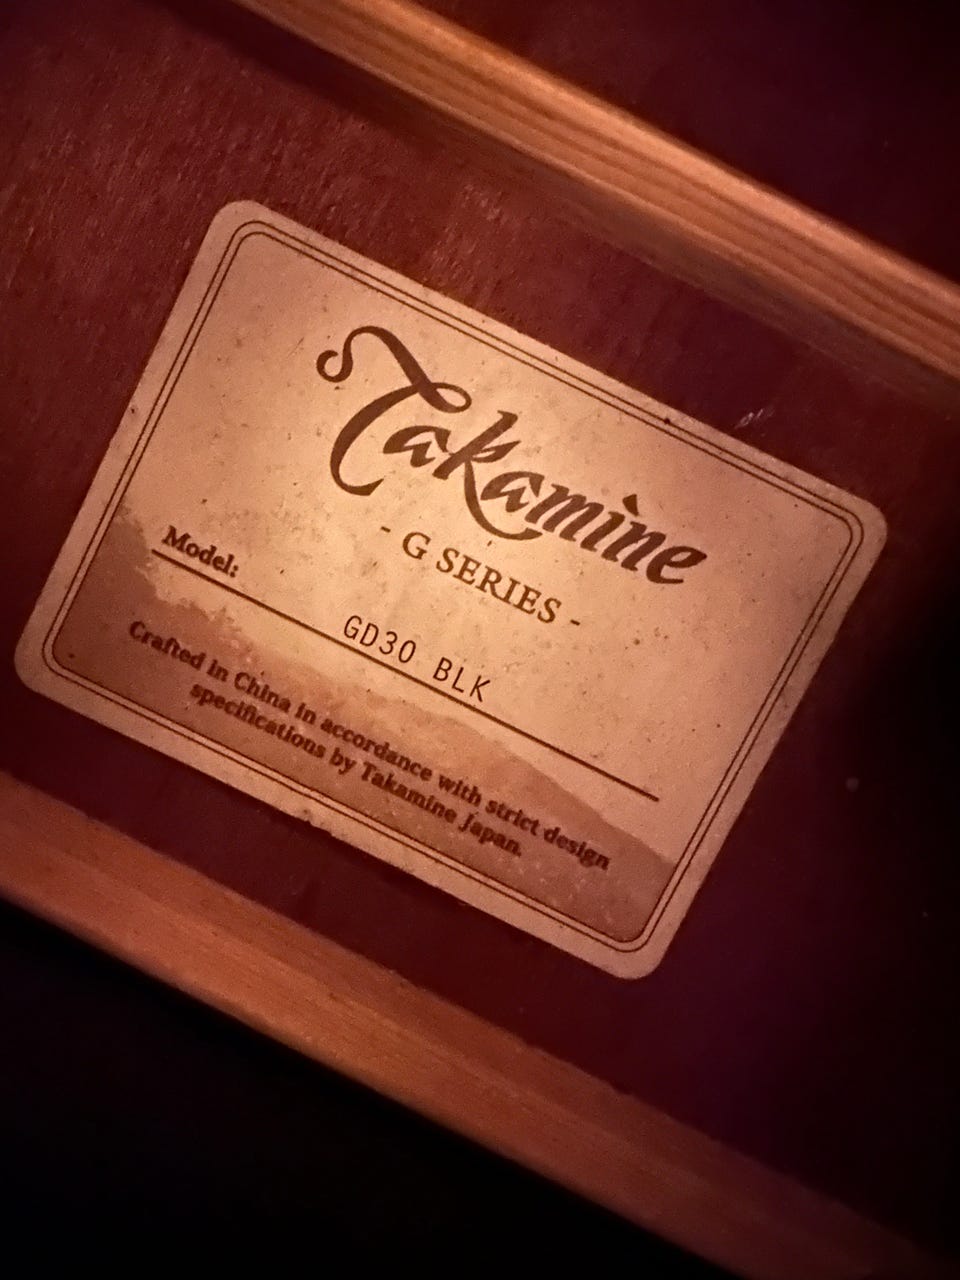 Takamine
- G SERIES -
Model:
GD30 BLK
Crafted in China in accordance with strict design
specifications by Takamine Japan.